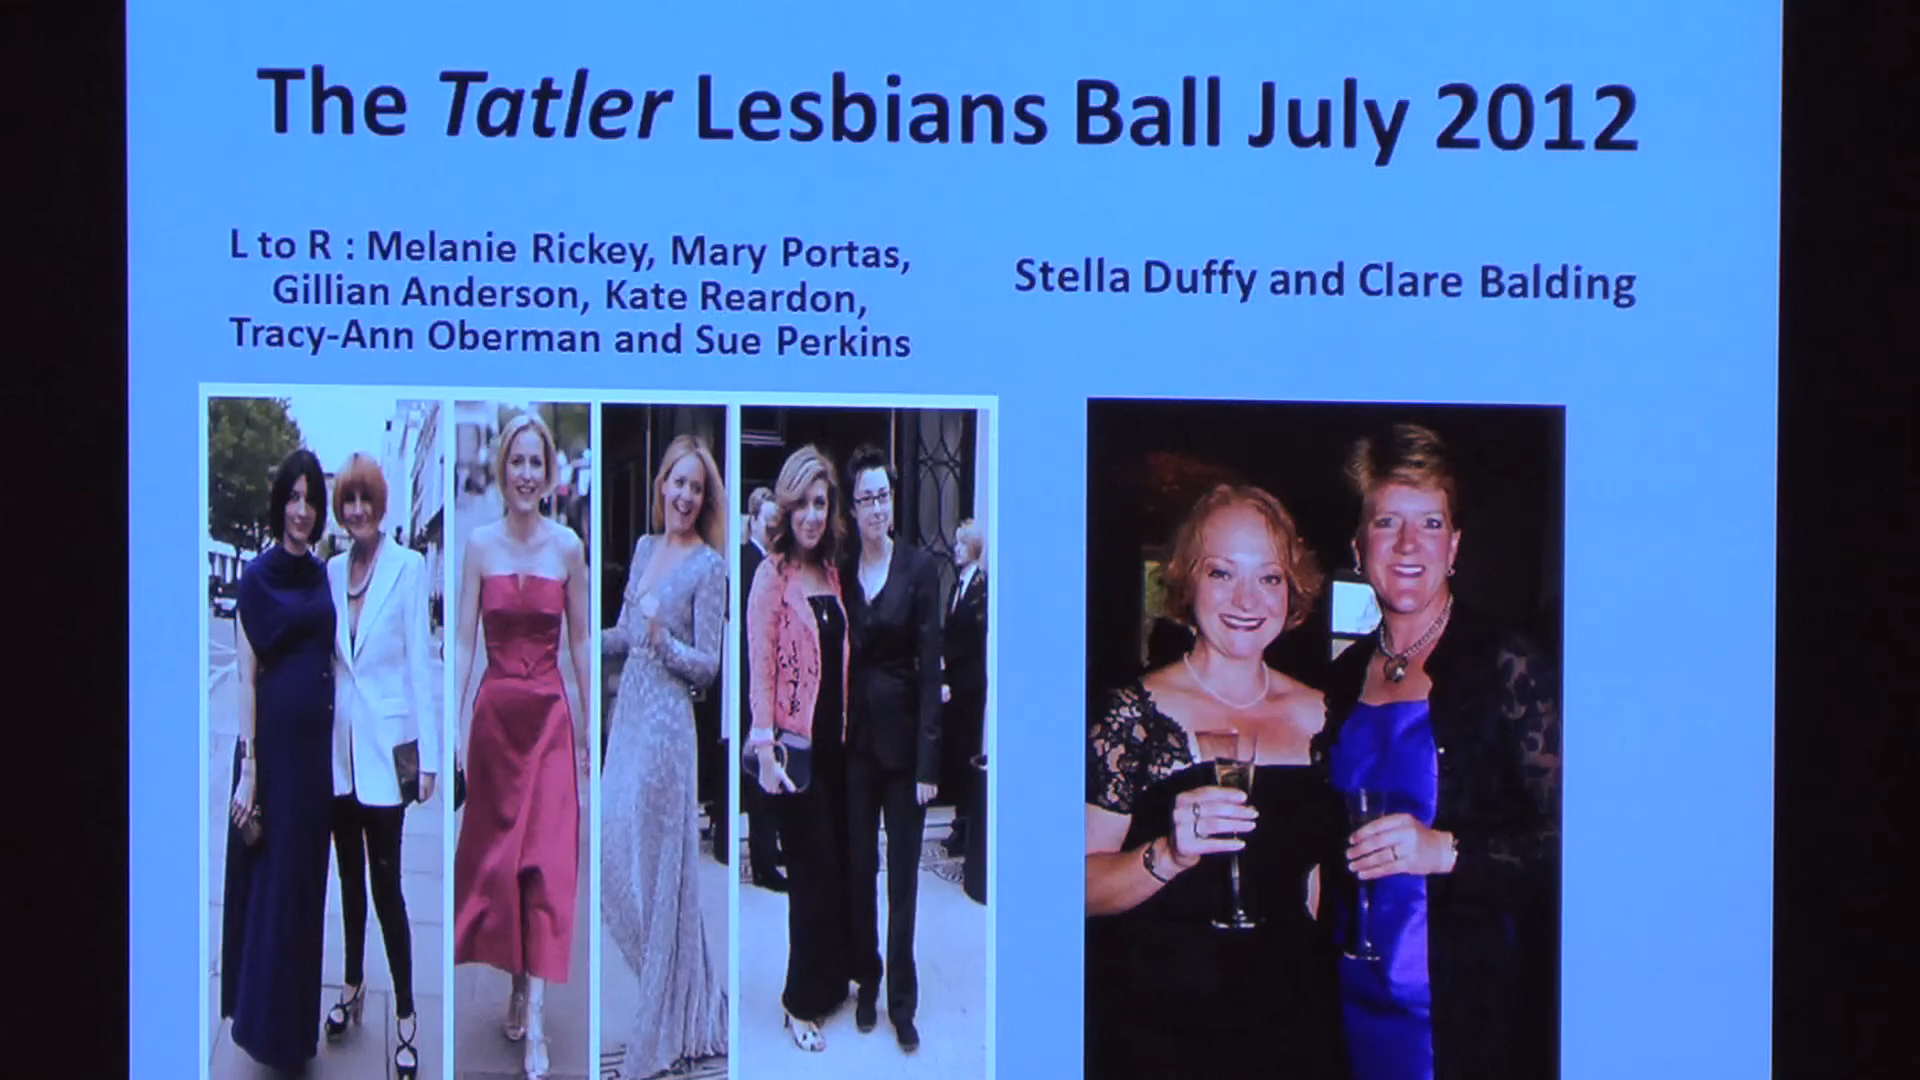 The Tatler Lesbians Ball July 2012
L to R : Melanie Rickey, Mary Portas,
Gillian Anderson, Kate Reardon,
Tracy-Ann Oberman and Sue Perkins
Stella Duffy and Clare Balding